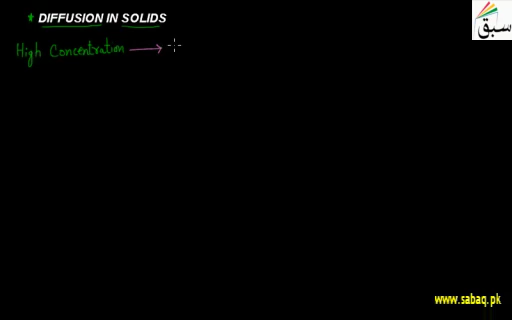 * DIFFUSION IN SOLIDS
سبق
High Concentration →
www.sabaq.pk